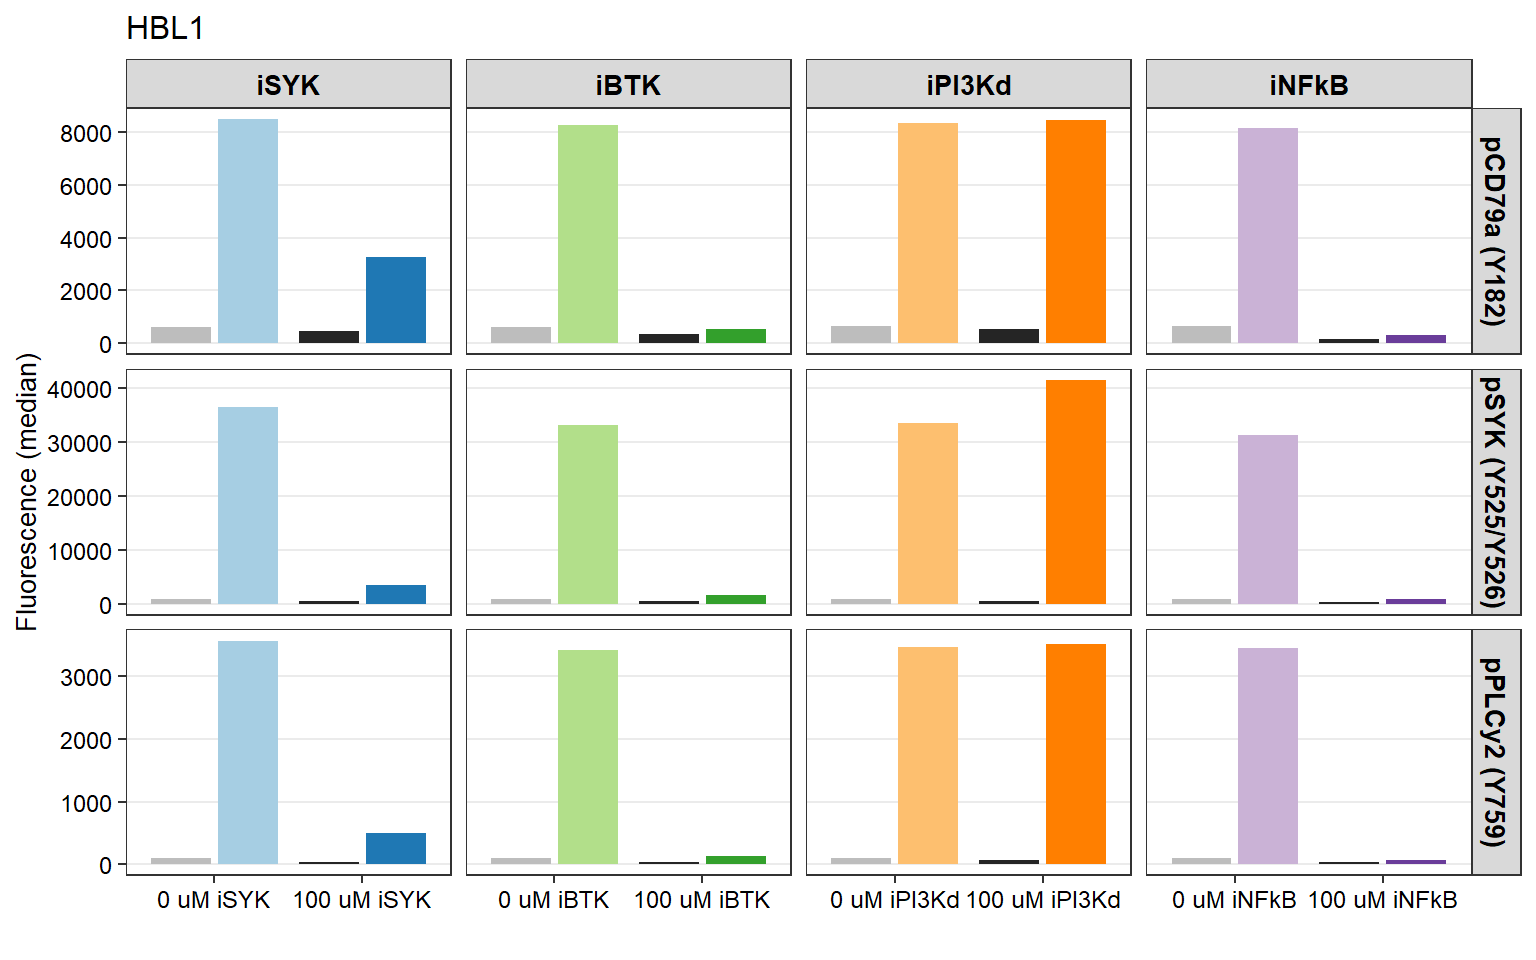 HBL1
iSYK
iBTK
iPI3Kd
iNFkB
Fluorescence (median)
8000
6000
4000
2000
0
pCD79a (Y182)
40000
30000
20000
10000
0
pSYK (Y525/Y526)
3000
2000
1000
0
pPLCy2 (Y759)
0 uM iSYK
100 uM iSYK
0 uM iBTK
100 uM iBTK
0 uM iPI3Kd
100 uM iPI3Kd
0 uM iNFkB
100 uM iNFkB